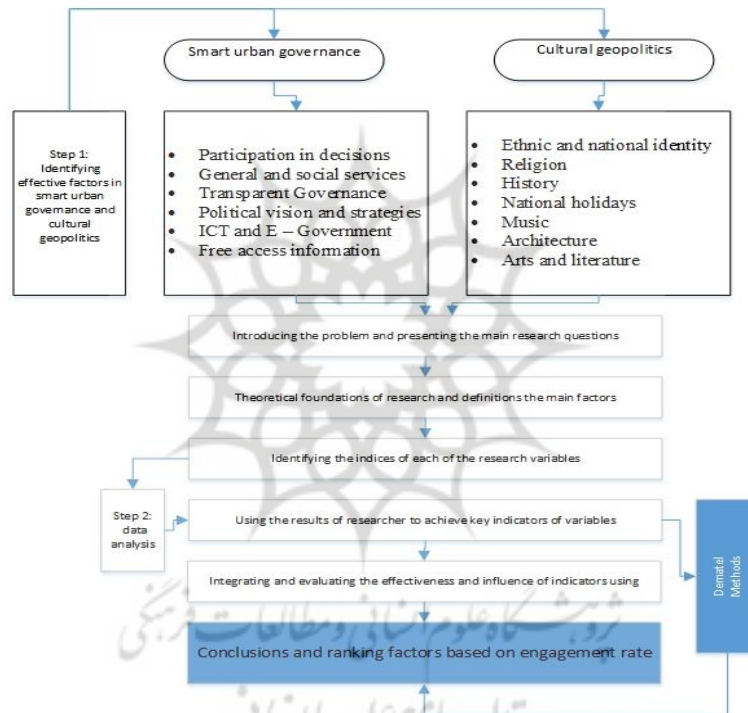 Smart urban governance
Cultural geopolitics
Step 1:
Identifying
effective factors in
smart urban
governance and
cultural
geopolitics
• Participation in decisions
• General and social services
• Transparent Governance
• Political vision and strategies
• ICT and E – Government
• Free access information
• Ethnic and national identity
• Religion
• History
• National holidays
• Music
• Architecture
• Arts and literature
Introducing the problem and presenting the main research questions
Theoretical foundations of research and definitions the main factors
Identifying the indices of each of the research variables
Step 2:
data
analysis
Using the results of researcher to achieve key indicators of variables
Dematel
Methods
Integrating and evaluating the effectiveness and influence of indicators using
پژوهشگاه علوم انسانی و مطالعات فرهنگی
Conclusions and ranking factors based on engagement rate